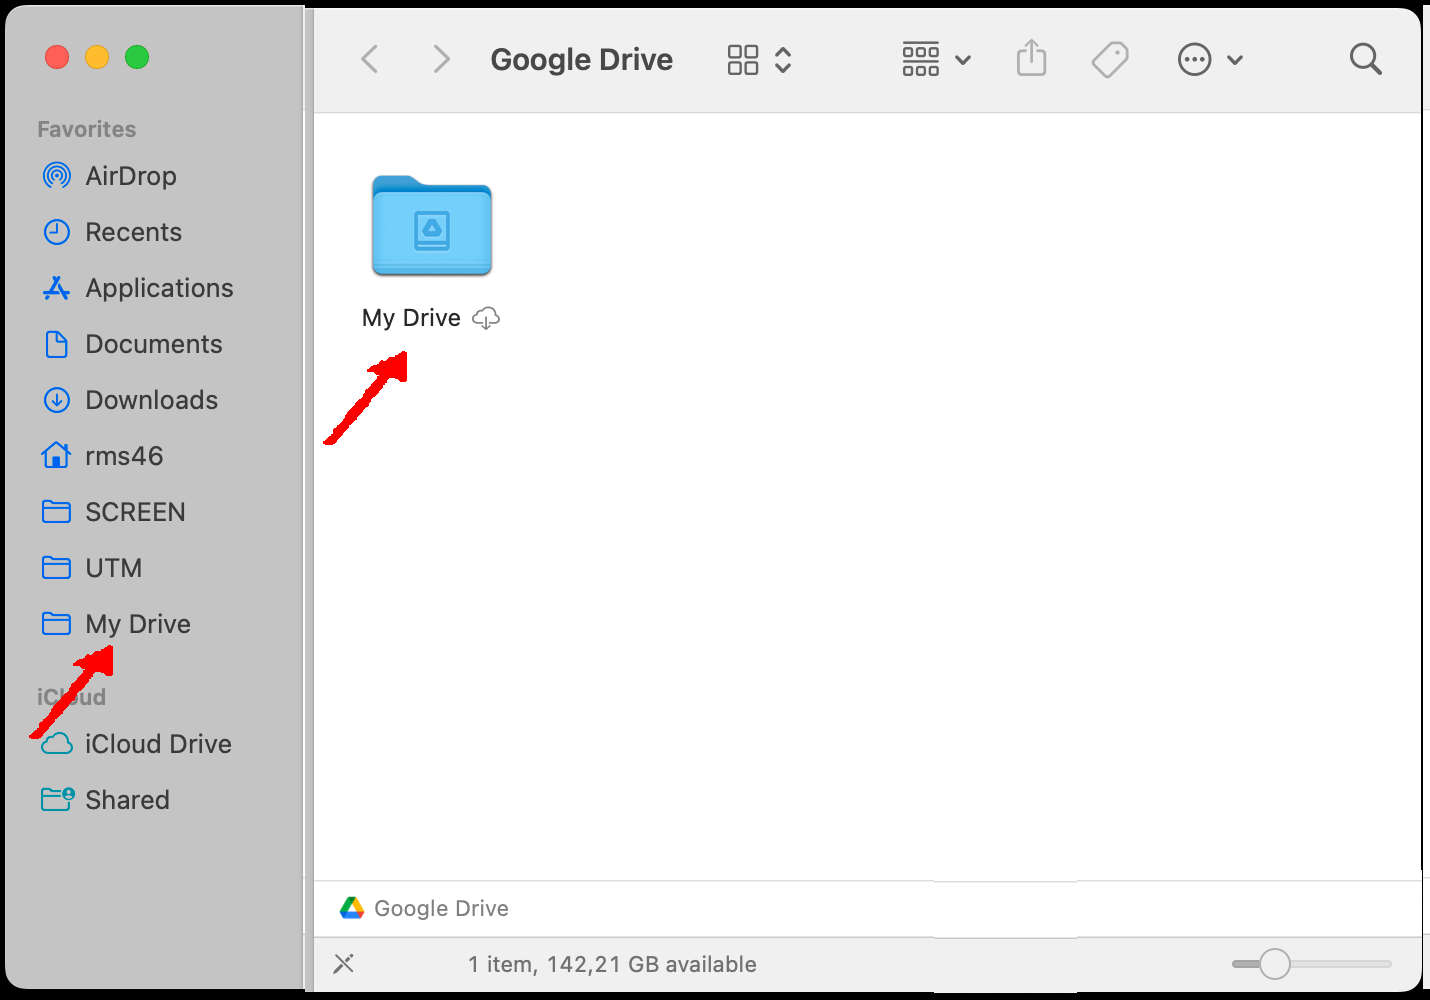 Google Drive
Favorites
AirDrop
Recents
Applications
Documents
Downloads
rms46
SCREEN
UTM
My Drive
iCloud
iCloud Drive
Shared
My Drive
Google Drive
1 item, 142,21 GB available